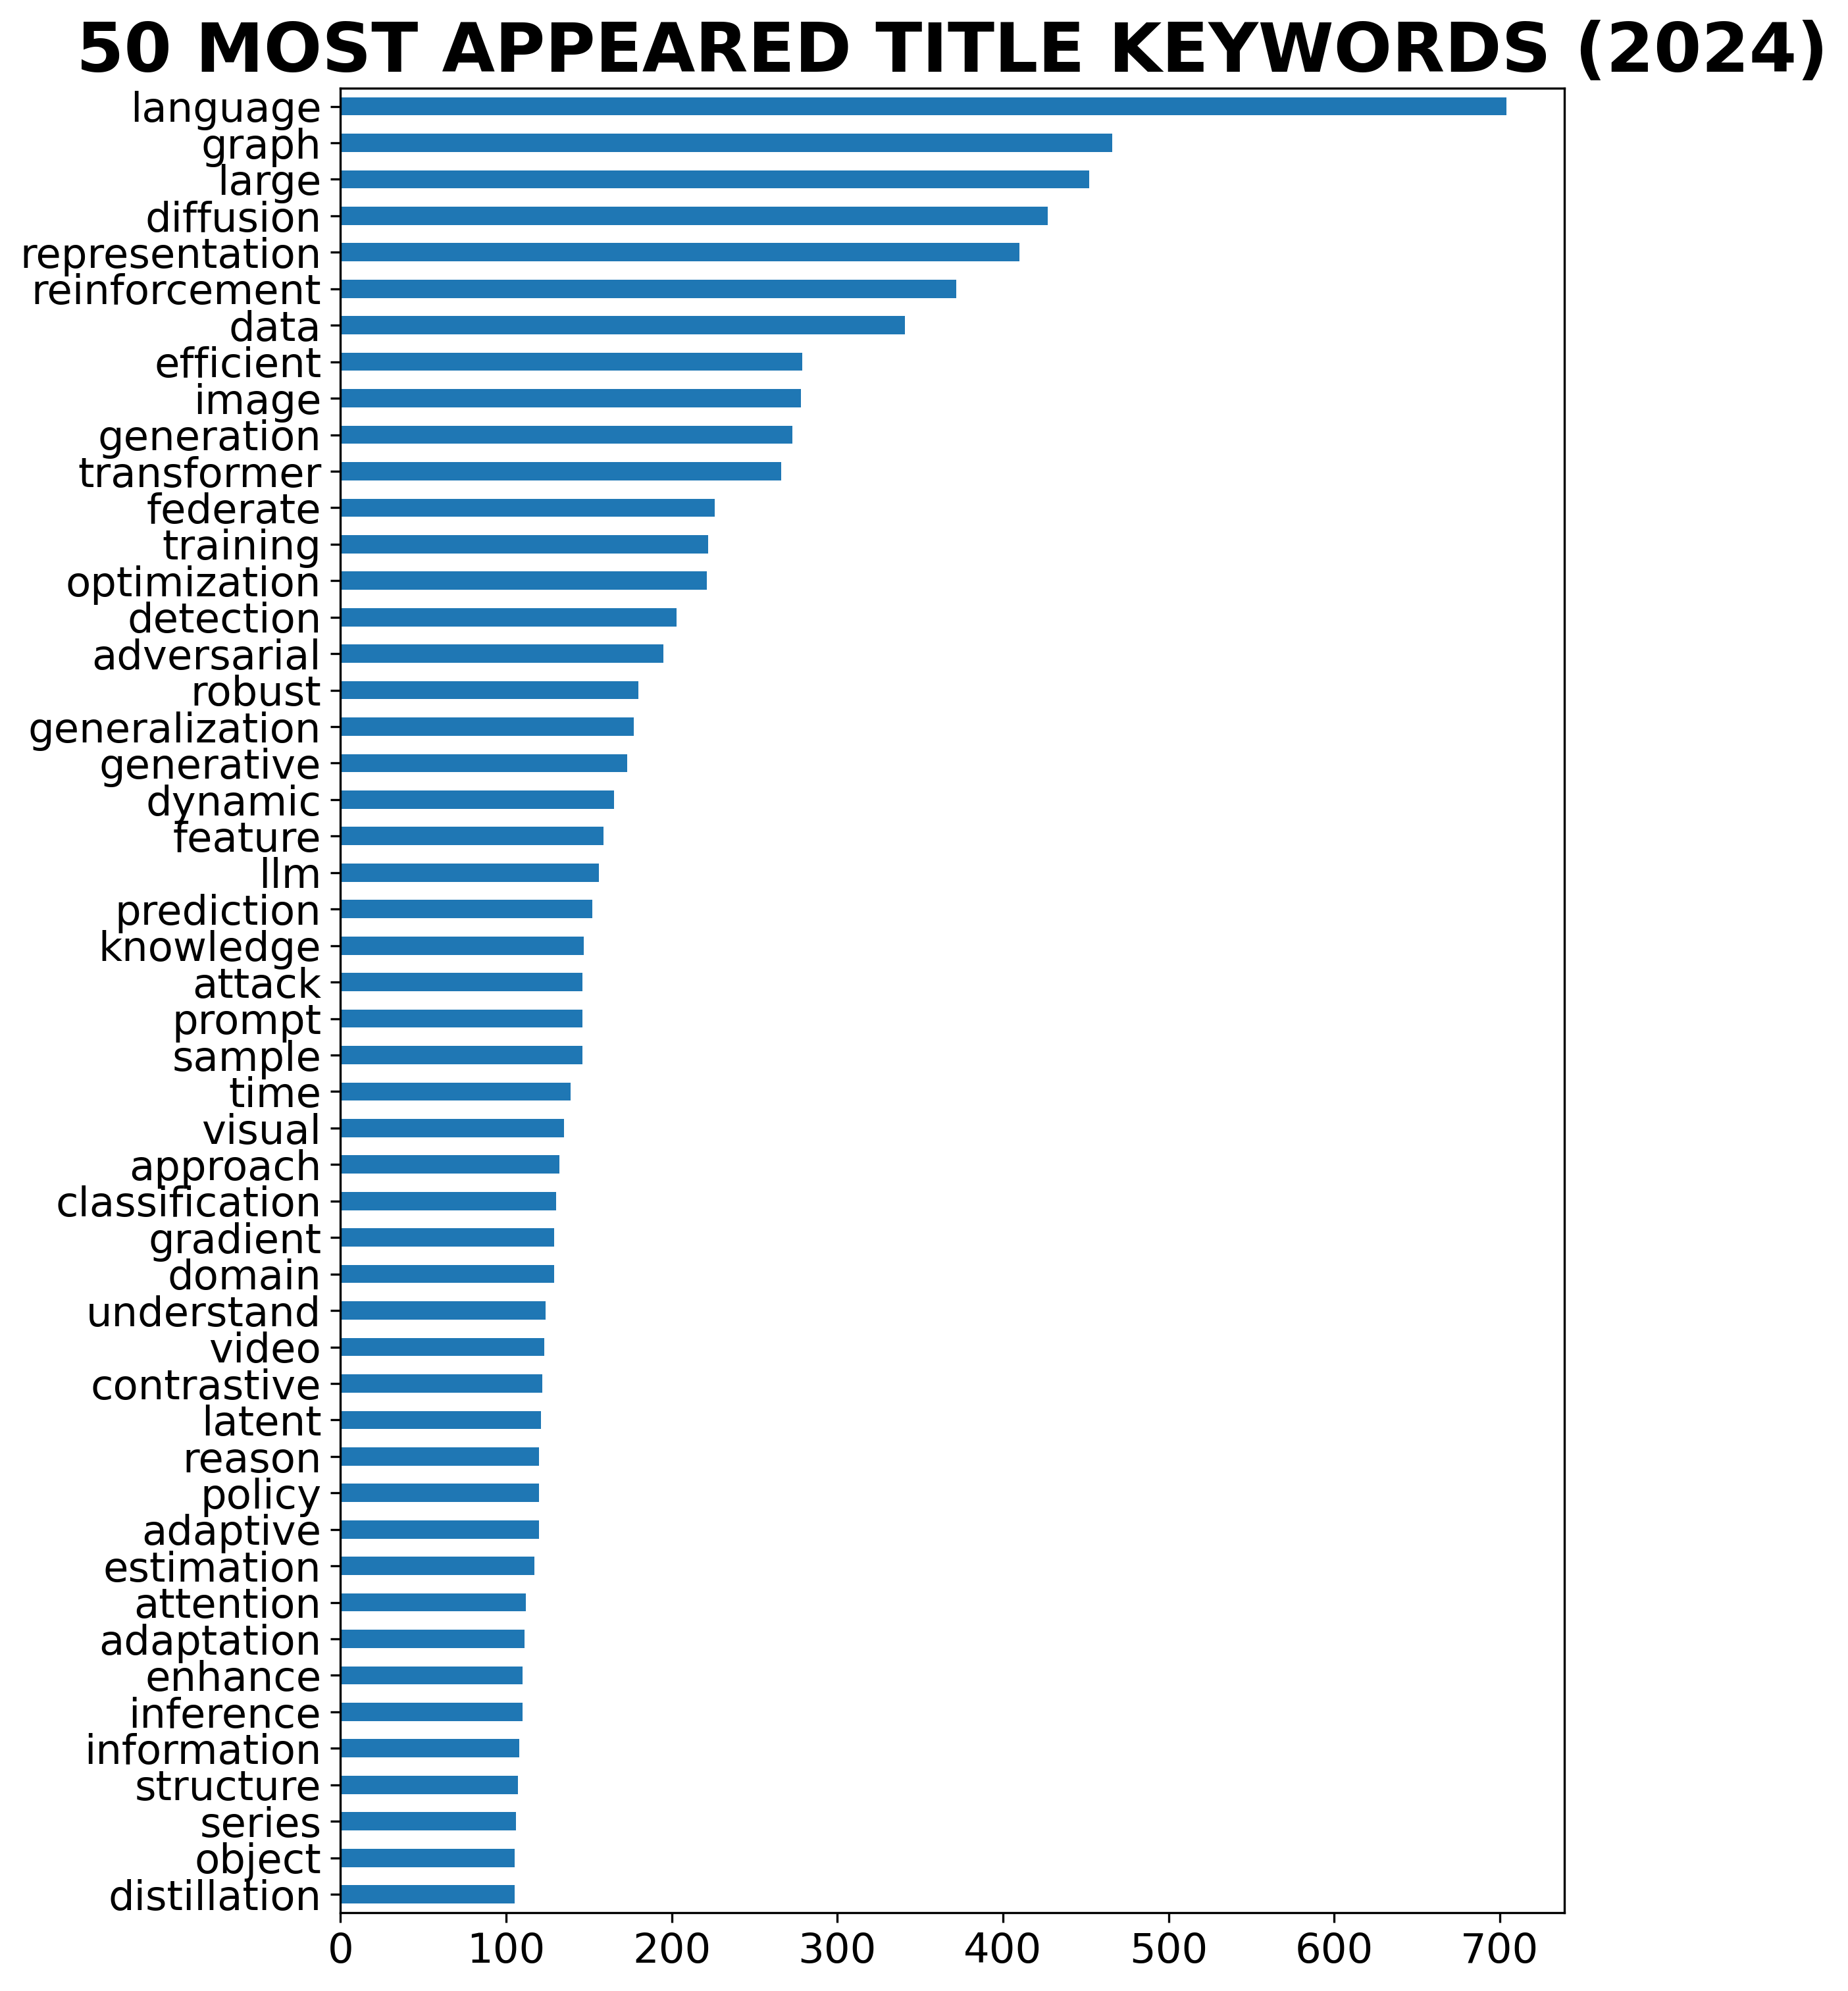 50 MOST APPEARED TITLE KEYWORDS (2024)
language
graph
large
diffusion
representation
reinforcement
data
efficient
image
generation
transformer
federate
training
optimization
detection
adversarial
robust
generalization
generative
dynamic
feature
llm
prediction
knowledge
attack
prompt
sample
time
visual
approach
classification
gradient
domain
understand
video
contrastive
latent
reason
policy
adaptive
estimation
attention
adaptation
enhance
inference
information
structure
series
object
distillation
0 100 200 300 400 500 600 700